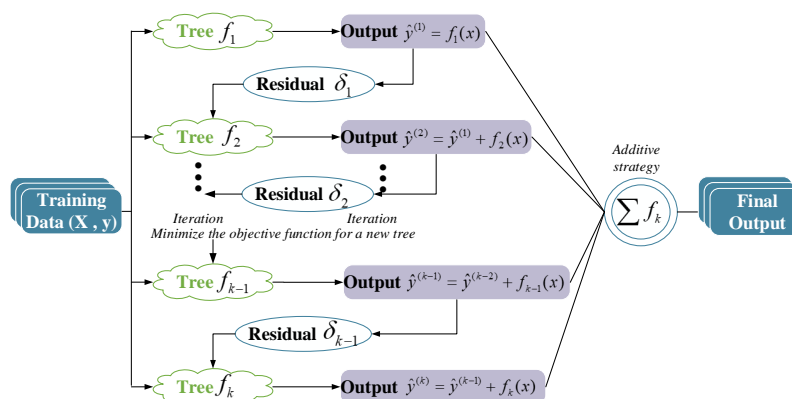 Tree f₁
Output ŷ⁽¹⁾ = f₁(x)
Residual δ₁
Tree f₂
Output ŷ⁽²⁾ = ŷ⁽¹⁾ + f₂(x)
Residual δ₂
Training
Data (X , y)
Iteration
Iteration
Minimize the objective function for a new tree
Tree fₖ₋₁
Output ŷ⁽ᵏ⁻¹⁾ = ŷ⁽ᵏ⁻²⁾ + fₖ₋₁(x)
Residual δₖ₋₁
Tree fₖ
Output ŷ⁽ᵏ⁾ = ŷ⁽ᵏ⁻¹⁾ + fₖ(x)
Additive
strategy
∑ fₖ
Final
Output